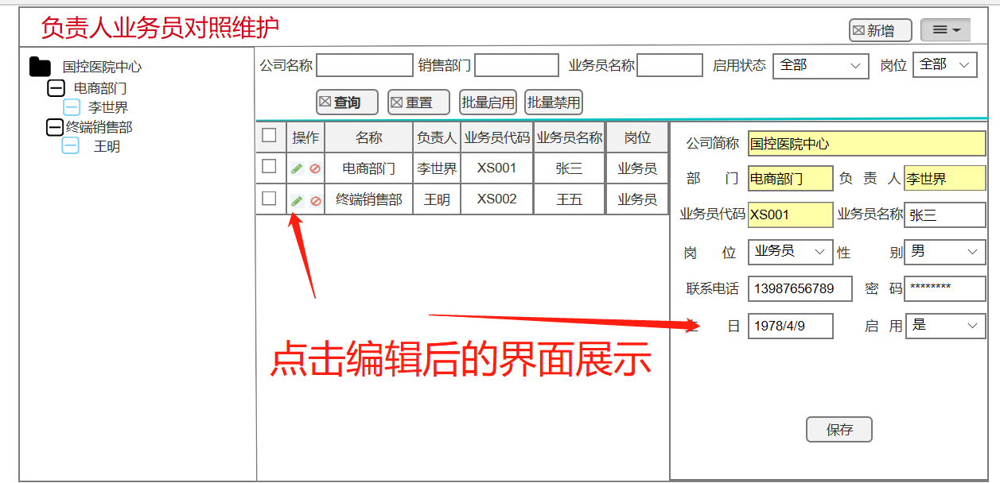 负责人业务员对照维护
新增
国控医院中心
电商部门
李世界
终端销售部
王明
公司名称 销售部门 业务员名称 启用状态 全部 岗位 全部
查询 重置 批量启用 批量禁用
操作 名称 负责人 业务员代码 业务员名称 岗位
电商部门 李世界 XS001 张三 业务员
终端销售部 王明 XS002 王五 业务员
公司简称 国控医院中心
部 门 电商部门 负 责 人 李世界
业务员代码 XS001 业务员名称 张三
岗 位 业务员 性 别 男
联系电话 13987656789 密 码 ********
日 1978/4/9 启 用 是
点击编辑后的界面展示
保存